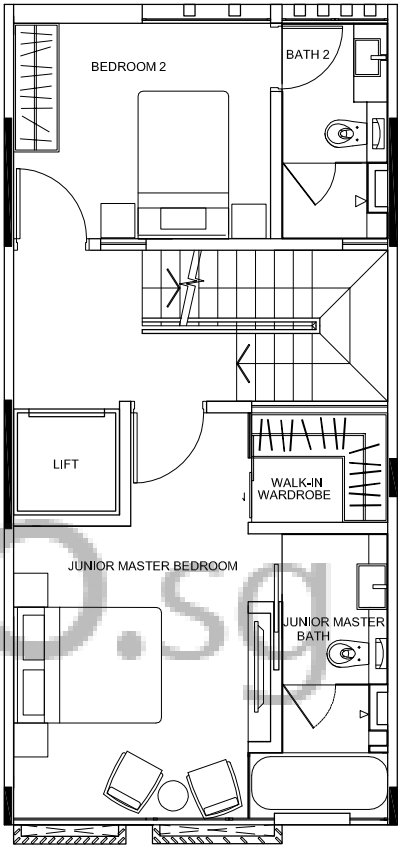 BEDROOM 2
BATH 2
LIFT
WALK-IN
WARDROBE
JUNIOR MASTER BEDROOM
JUNIOR MASTER
BATH
o.sg